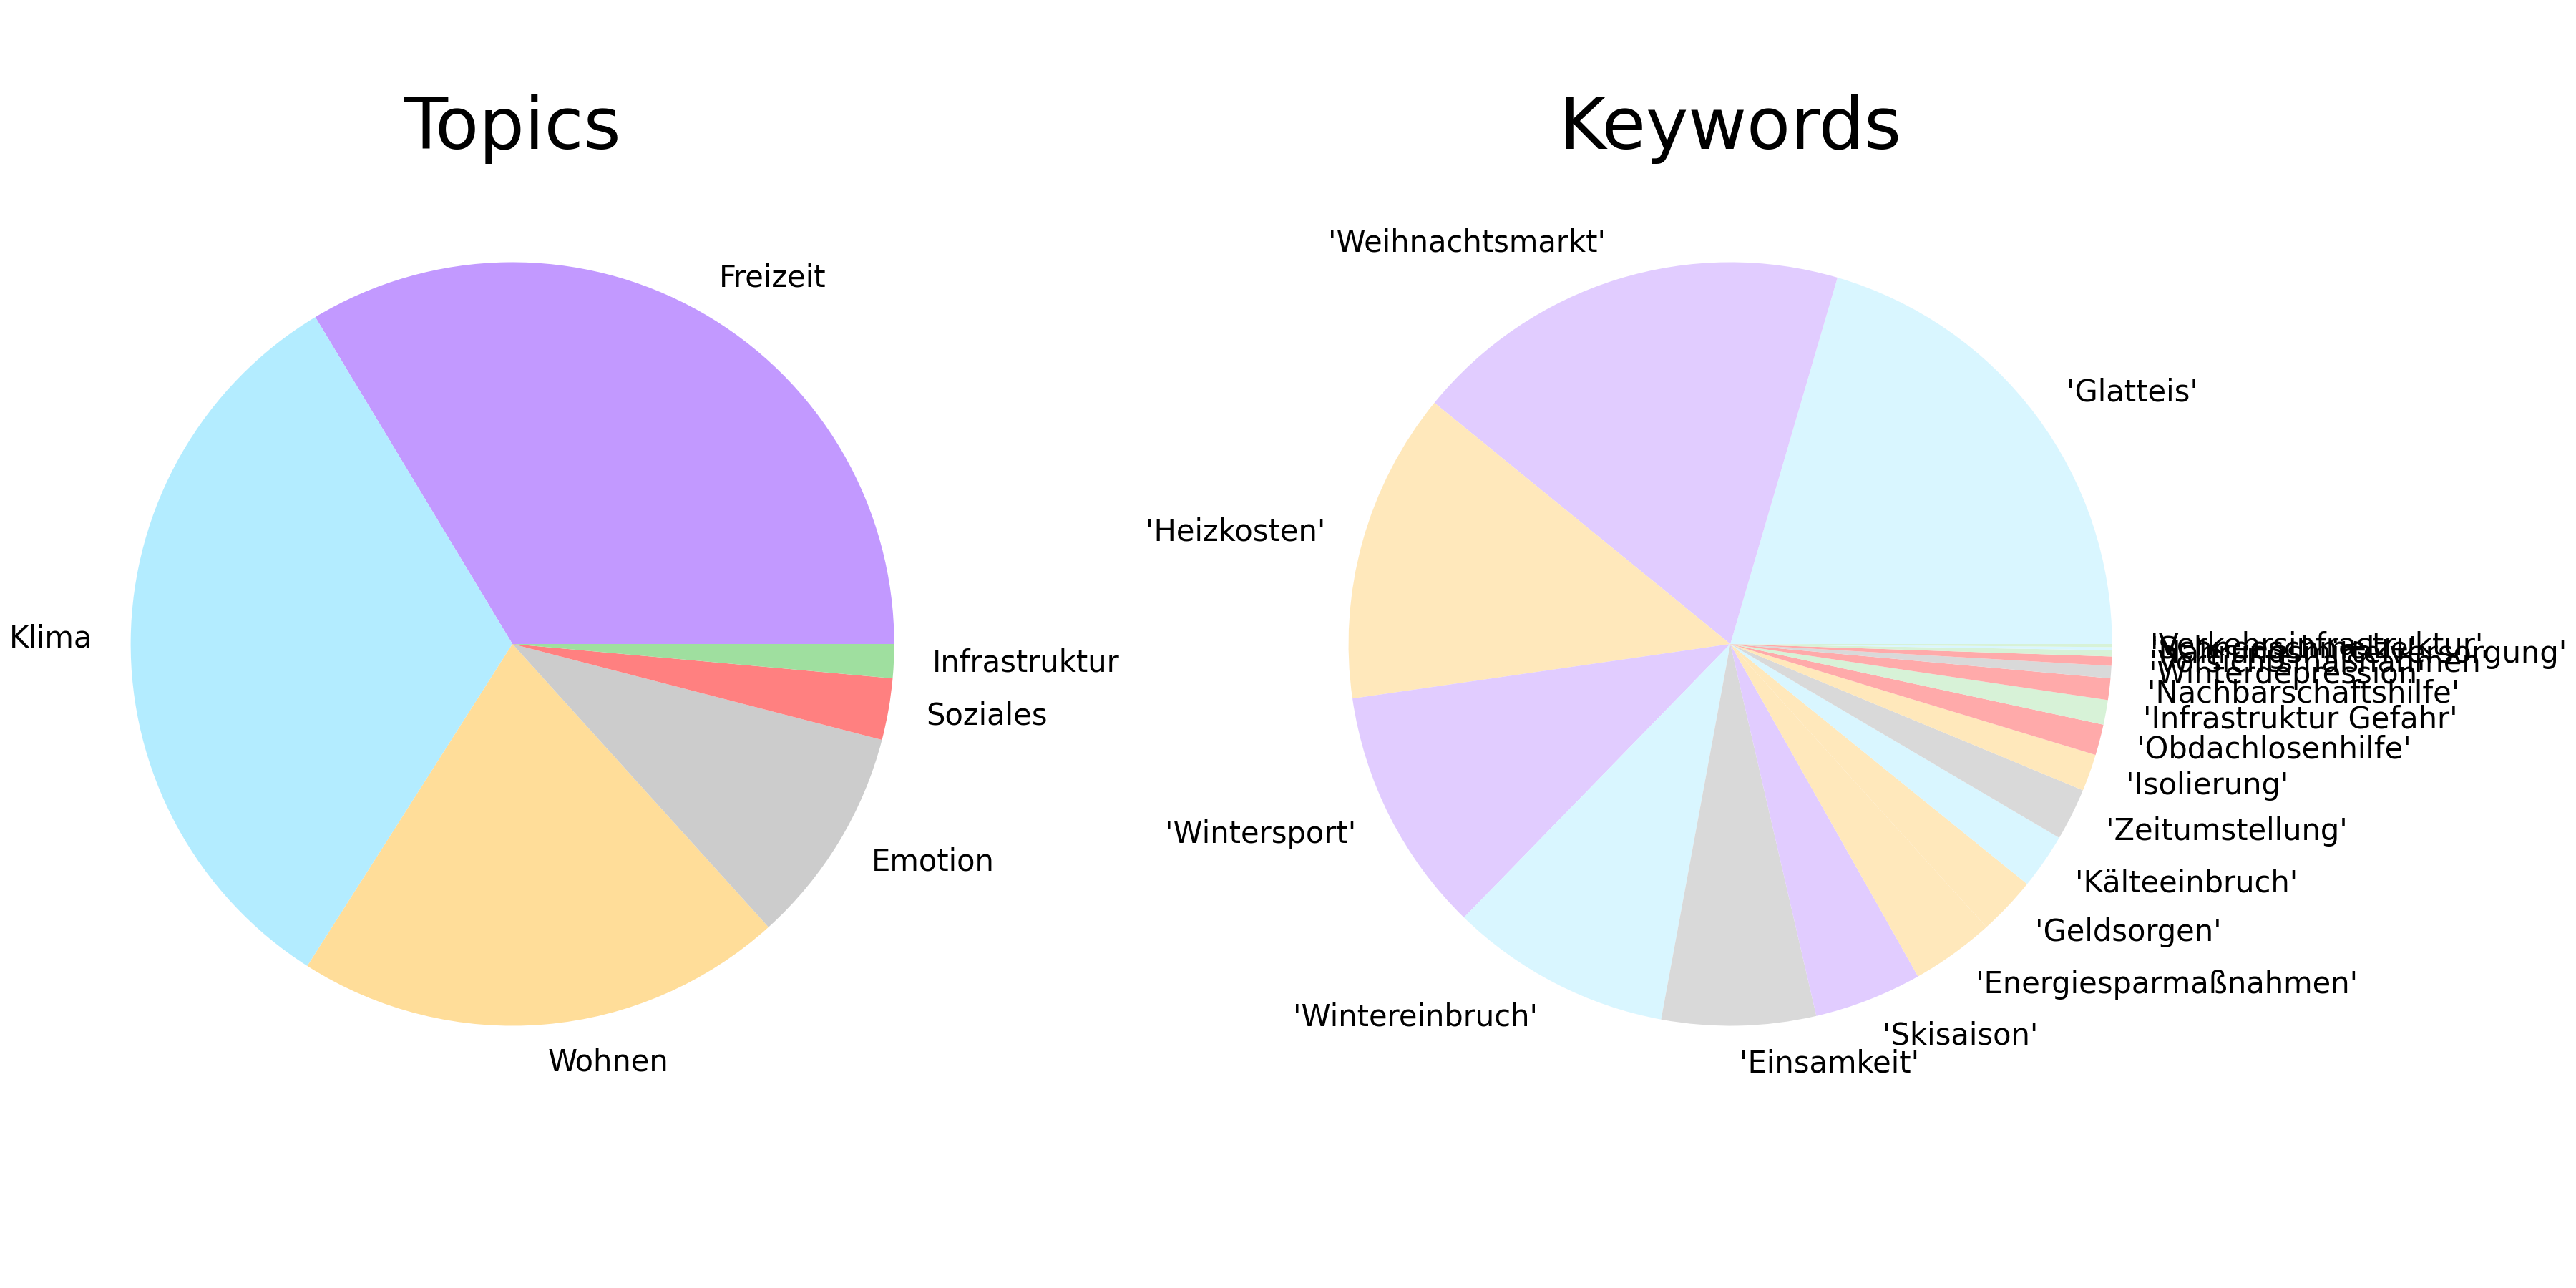 Topics
Freizeit
Klima
Wohnen
Emotion
Soziales
Infrastruktur
Keywords
'Glatteis'
'Weihnachtsmarkt'
'Heizkosten'
'Wintersport'
'Wintereinbruch'
'Einsamkeit'
'Skisaison'
'Energiesparmaßnahmen'
'Geldsorgen'
'Kälteeinbruch'
'Zeitumstellung'
'Isolierung'
'Obdachlosenhilfe'
'Infrastruktur Gefahr'
'Nachbarschaftshilfe'
'Winterdepression'
'Verkehrsinfrastruktur'